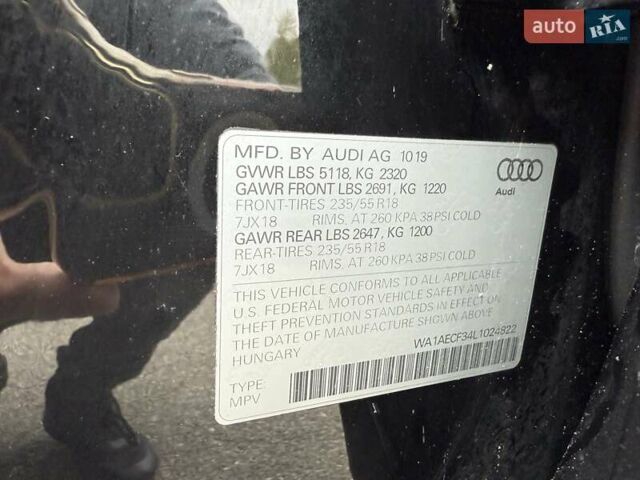 auto RIA .com
MFD. BY AUDI AG 10 19
GVWR LBS 5118, KG 2320
GAWR FRONT LBS 2691, KG 1220
FRONT-TIRES 235/55 R18
7JX18 RIMS. AT 260 KPA 38 PSI COLD
GAWR REAR LBS 2647, KG 1200
REAR-TIRES 235/55 R18
7JX18 RIMS. AT 260 KPA 38 PSI COLD
Audi
THIS VEHICLE CONFORMS TO ALL APPLICABLE
U.S. FEDERAL MOTOR VEHICLE SAFETY AND
THEFT PREVENTION STANDARDS IN EFFECT ON
THE DATE OF MANUFACTURE SHOWN ABOVE
HUNGARY
WA1AECF34L1024922
TYPE:
MPV